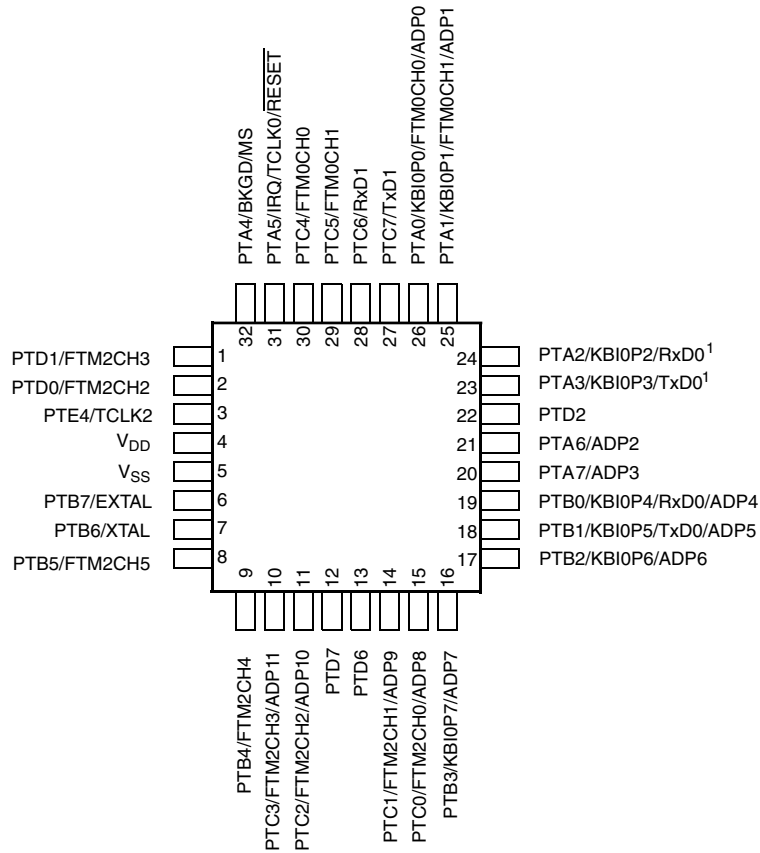 PTA4/BKGD/MS
PTA5/IRQ/TCLK0/RESET
PTC4/FTM0CH0
PTC5/FTM0CH1
PTC6/RxD1
PTC7/TxD1
PTA0/KBI0P0/FTM0CH0/ADP0
PTA1/KBI0P1/FTM0CH1/ADP1
32
31
30
29
28
27
26
25
PTD1/FTM2CH3
1
PTD0/FTM2CH2
2
PTE4/TCLK2
3
VDD
4
VSS
5
PTB7/EXTAL
6
PTB6/XTAL
7
PTB5/FTM2CH5
8
24
PTA2/KBI0P2/RxD0¹
23
PTA3/KBI0P3/TxD0¹
22
PTD2
21
PTA6/ADP2
20
PTA7/ADP3
19
PTB0/KBI0P4/RxD0/ADP4
18
PTB1/KBI0P5/TxD0/ADP5
17
PTB2/KBI0P6/ADP6
9
10
11
12
13
14
15
16
PTB4/FTM2CH4
PTC3/FTM2CH3/ADP11
PTC2/FTM2CH2/ADP10
PTD7
PTD6
PTC1/FTM2CH1/ADP9
PTC0/FTM2CH0/ADP8
PTB3/KBI0P7/ADP7